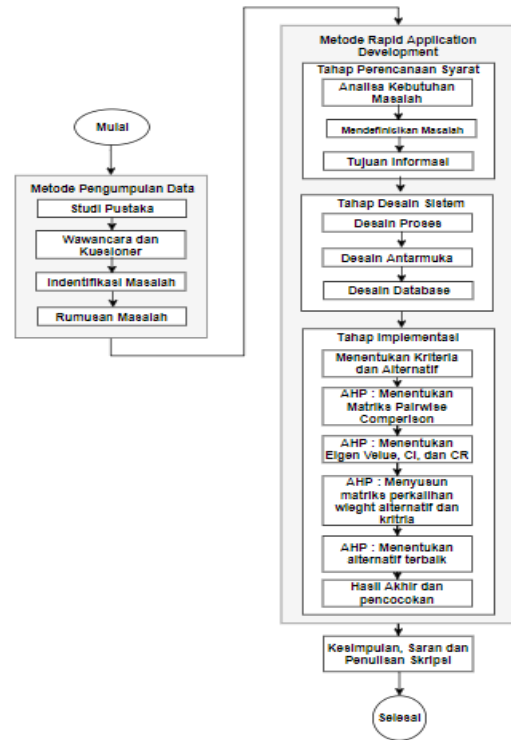 Mulai
Metode Pengumpulan Data
Studi Pustaka
Wawancara dan
Kuesioner
Indentifikasi Masalah
Rumusan Masalah
Metode Rapid Application
Development
Tahap Perencanaan Syarat
Analisa Kebutuhan
Masalah
Mendefinisikan Masalah
Tujuan Informasi
Tahap Desain Sistem
Desain Proses
Desain Antarmuka
Desain Database
Tahap Implementasi
Menentukan Kriteria
dan Alternatif
AHP : Menentukan
Matriks Pairwise
Comperison
AHP : Menentukan
Eigen Value, CI, dan CR
AHP : Menyusun
matriks perkalihan
wieght alternatif dan
kritria
AHP : Menentukan
alternatif terbaik
Hasil Akhir dan
pencocokan
Kesimpulan, Saran dan
Penulisan Skripsi
Selesai